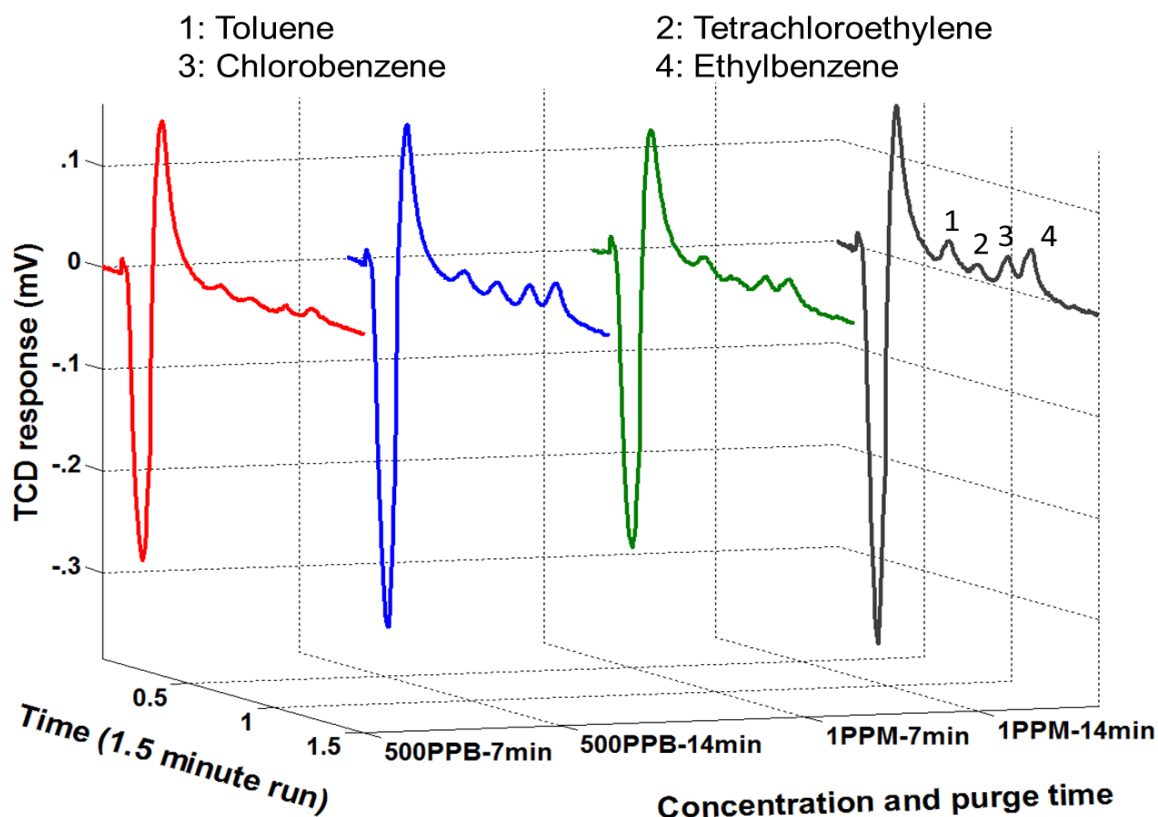 1: Toluene 2: Tetrachloroethylene
3: Chlorobenzene 4: Ethylbenzene
.1
0
-.1
-.2
-.3
TCD response (mV)
1 2 3 4
0.5
1
1.5
Time (1.5 minute run)
500PPB-7min
500PPB-14min
1PPM-7min
1PPM-14min
Concentration and purge time